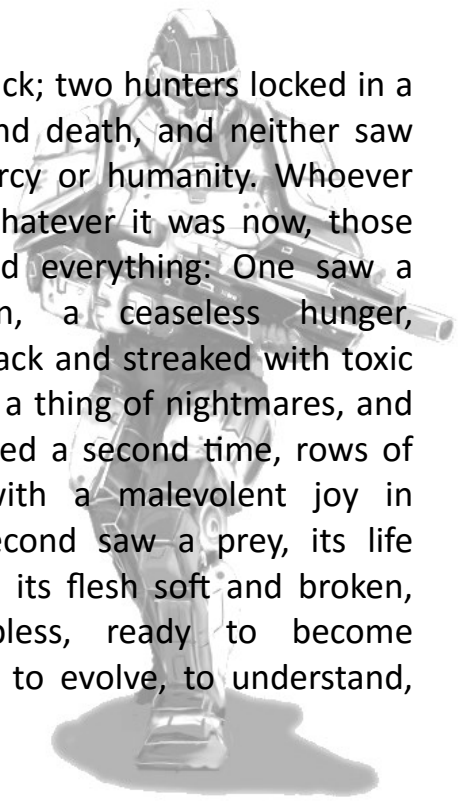 ck; two hunters locked in a
nd death, and neither saw
rcy or humanity. Whoever
hatever it was now, those
d everything: One saw a
n, a ceaseless hunger,
ack and streaked with toxic
a thing of nightmares, and
ed a second time, rows of
with a malevolent joy in
econd saw a prey, its life
its flesh soft and broken,
pless, ready to become
to evolve, to understand,